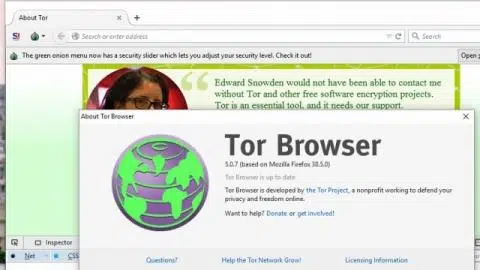 About Tor
Search or enter address
Search
The green onion menu now has a security slider which lets you adjust your security level. Check it out!
Open
Edward Snowden would not have been able to contact me
without Tor and other free software encryption projects.
Tor is an essential tool, and it needs our support.
About Tor Browser
Tor Browser
5.0.7 (based on Mozilla Firefox 38.5.0)
Tor Browser is up to date
Tor Browser is developed by the Tor Project, a nonprofit working to defend your
privacy and freedom online.
Want to help? Donate or get involved!
Inspector
Net
CSS
Questions?
Help the Tor Network Grow!
Licensing Information